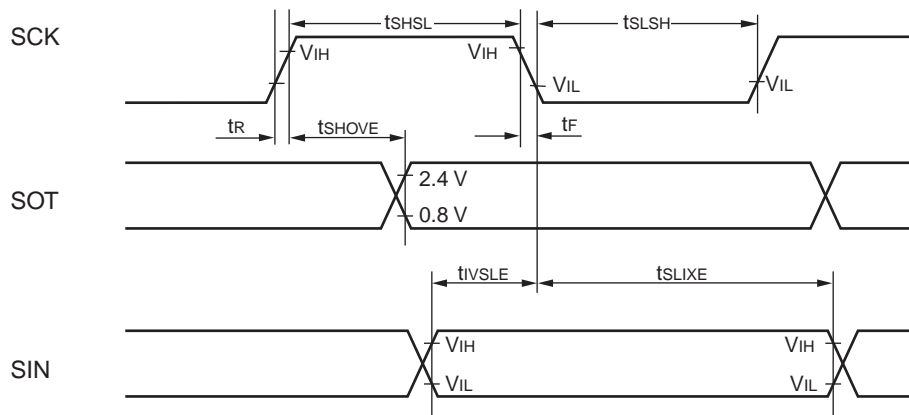 tSHSL
tSLSH
SCK
VIH
VIH
VIL
VIL
tR
tSHOVE
tF
SOT
2.4 V
0.8 V
tIVSLE
tSLIXE
SIN
VIH
VIH
VIL
VIL